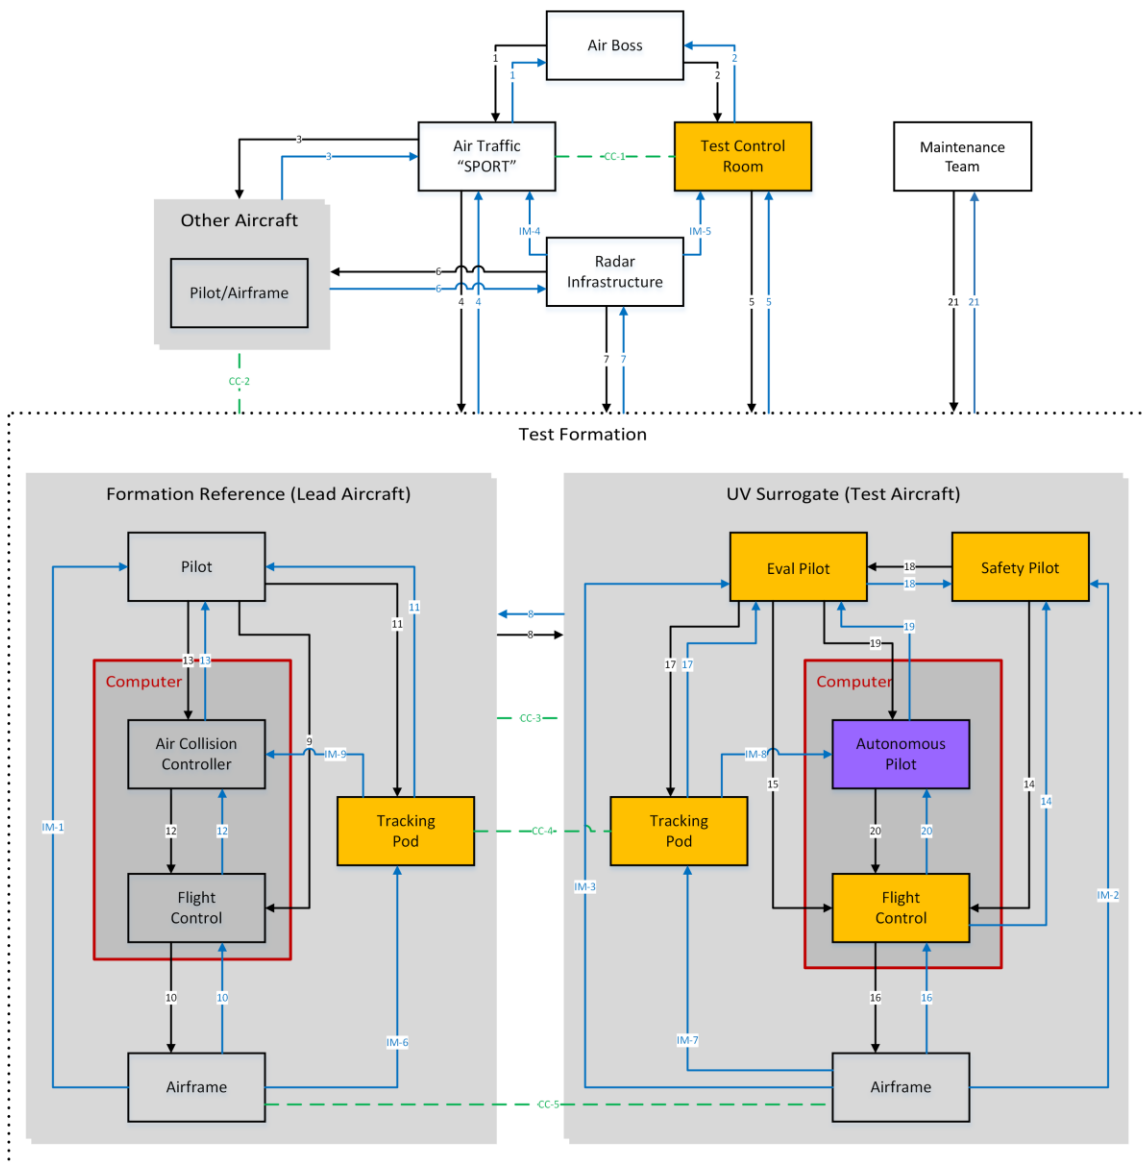 Air Boss
1
1
2
2
Air Traffic
“SPORT”
CC-1
Test Control
Room
Maintenance
Team
3
3
Other Aircraft
Pilot/Airframe
IM-4
IM-5
Radar
Infrastructure
6
6
4
4
5
5
21
21
7
7
CC-2
Test Formation
Formation Reference (Lead Aircraft)
UV Surrogate (Test Aircraft)
Pilot
Eval Pilot
Safety Pilot
18
18
11
11
8
8
19
19
13
13
17
17
Computer
Computer
CC-3
9
Air Collision
Controller
IM-9
IM-8
Autonomous
Pilot
15
14
14
IM-1
12
12
Tracking
Pod
CC-4
Tracking
Pod
20
20
IM-3
IM-2
Flight
Control
Flight
Control
10
10
16
16
IM-6
IM-7
Airframe
Airframe
CC-5